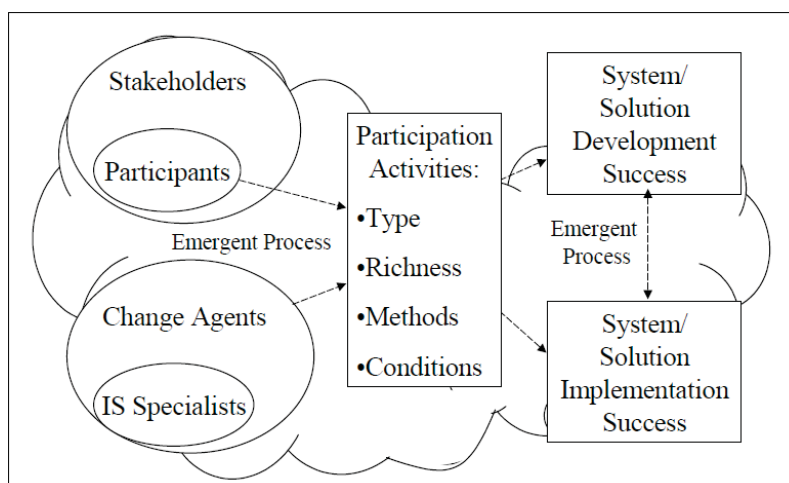 Stakeholders
Participants
Emergent Process
Change Agents
IS Specialists
Participation
Activities:
•Type
•Richness
•Methods
•Conditions
System/
Solution
Development
Success
Emergent
Process
System/
Solution
Implementation
Success